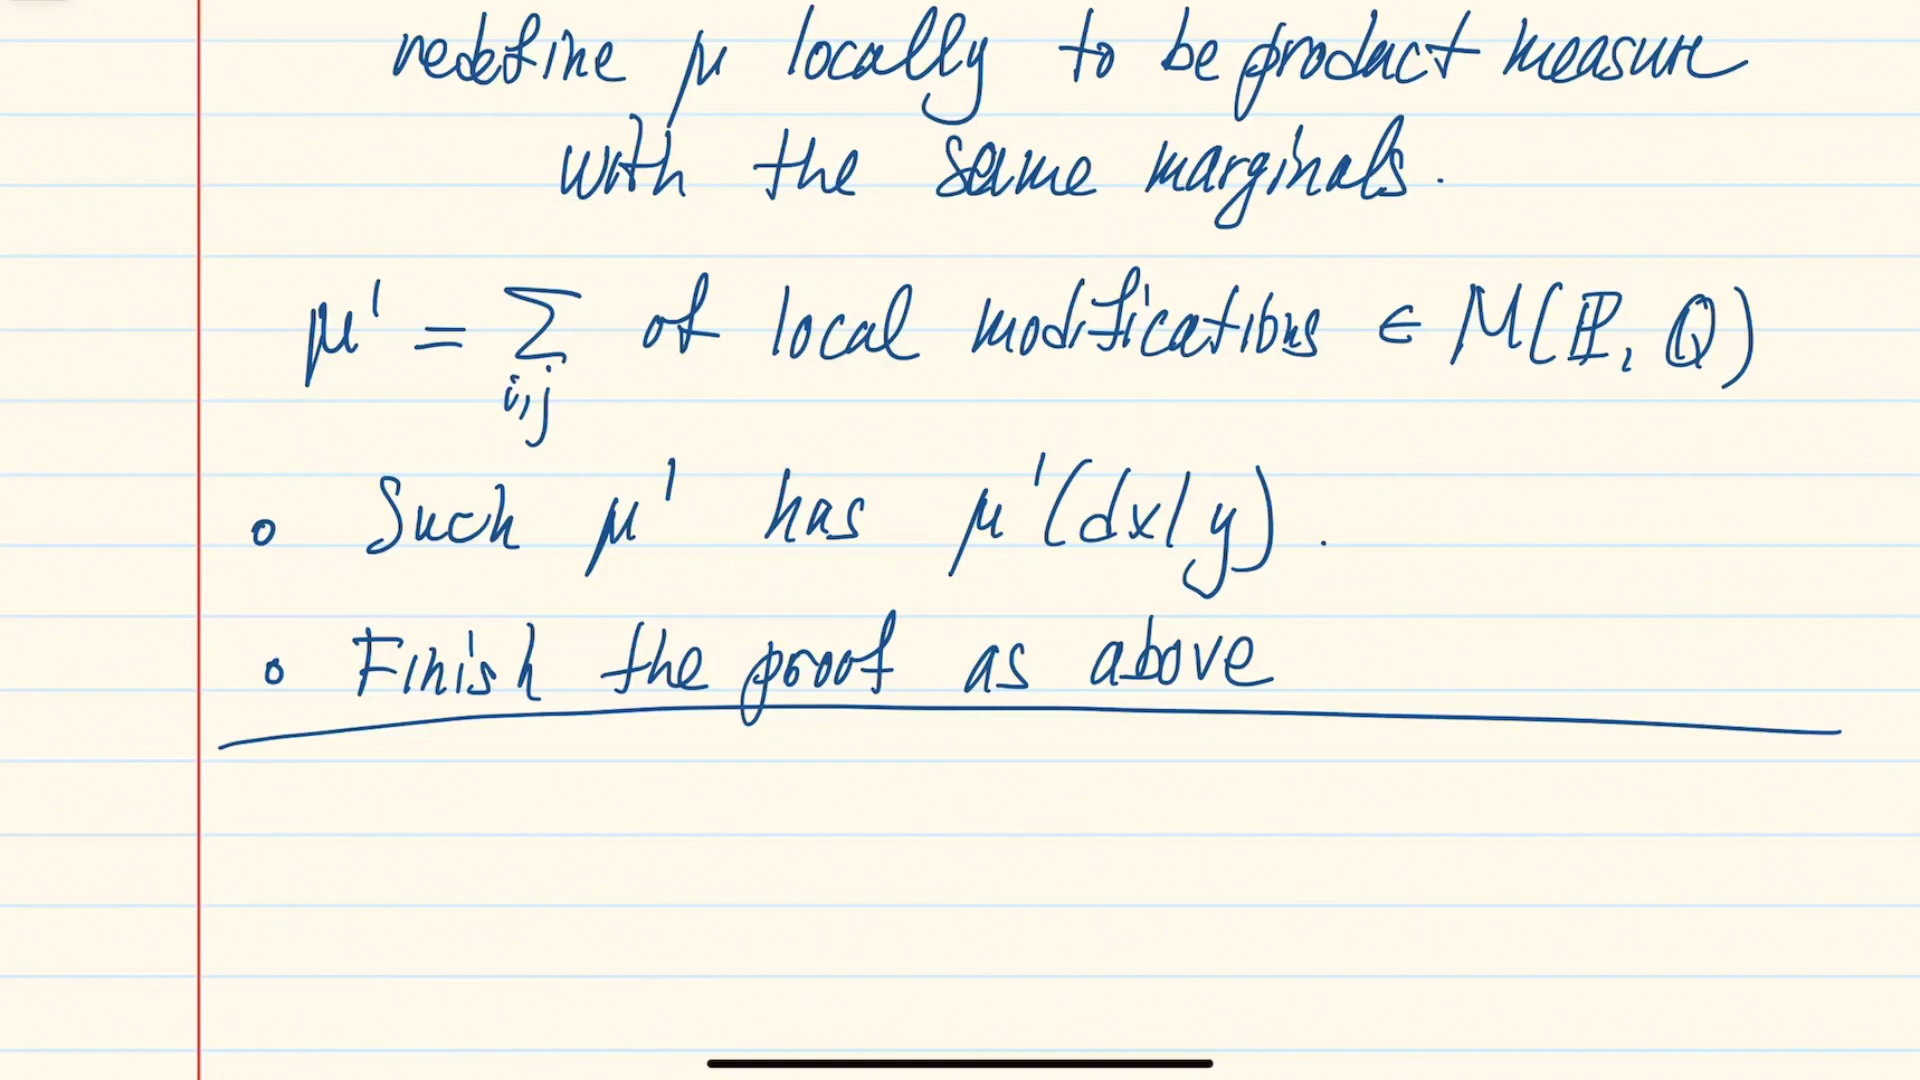 redefine μ locally to be product measure
with the same marginals.
μ' = ∑ of local modifications ∈ M(ℙ, ℚ)
i,j
∘ Such μ' has μ'(dx|y).
∘ Finish the proof as above